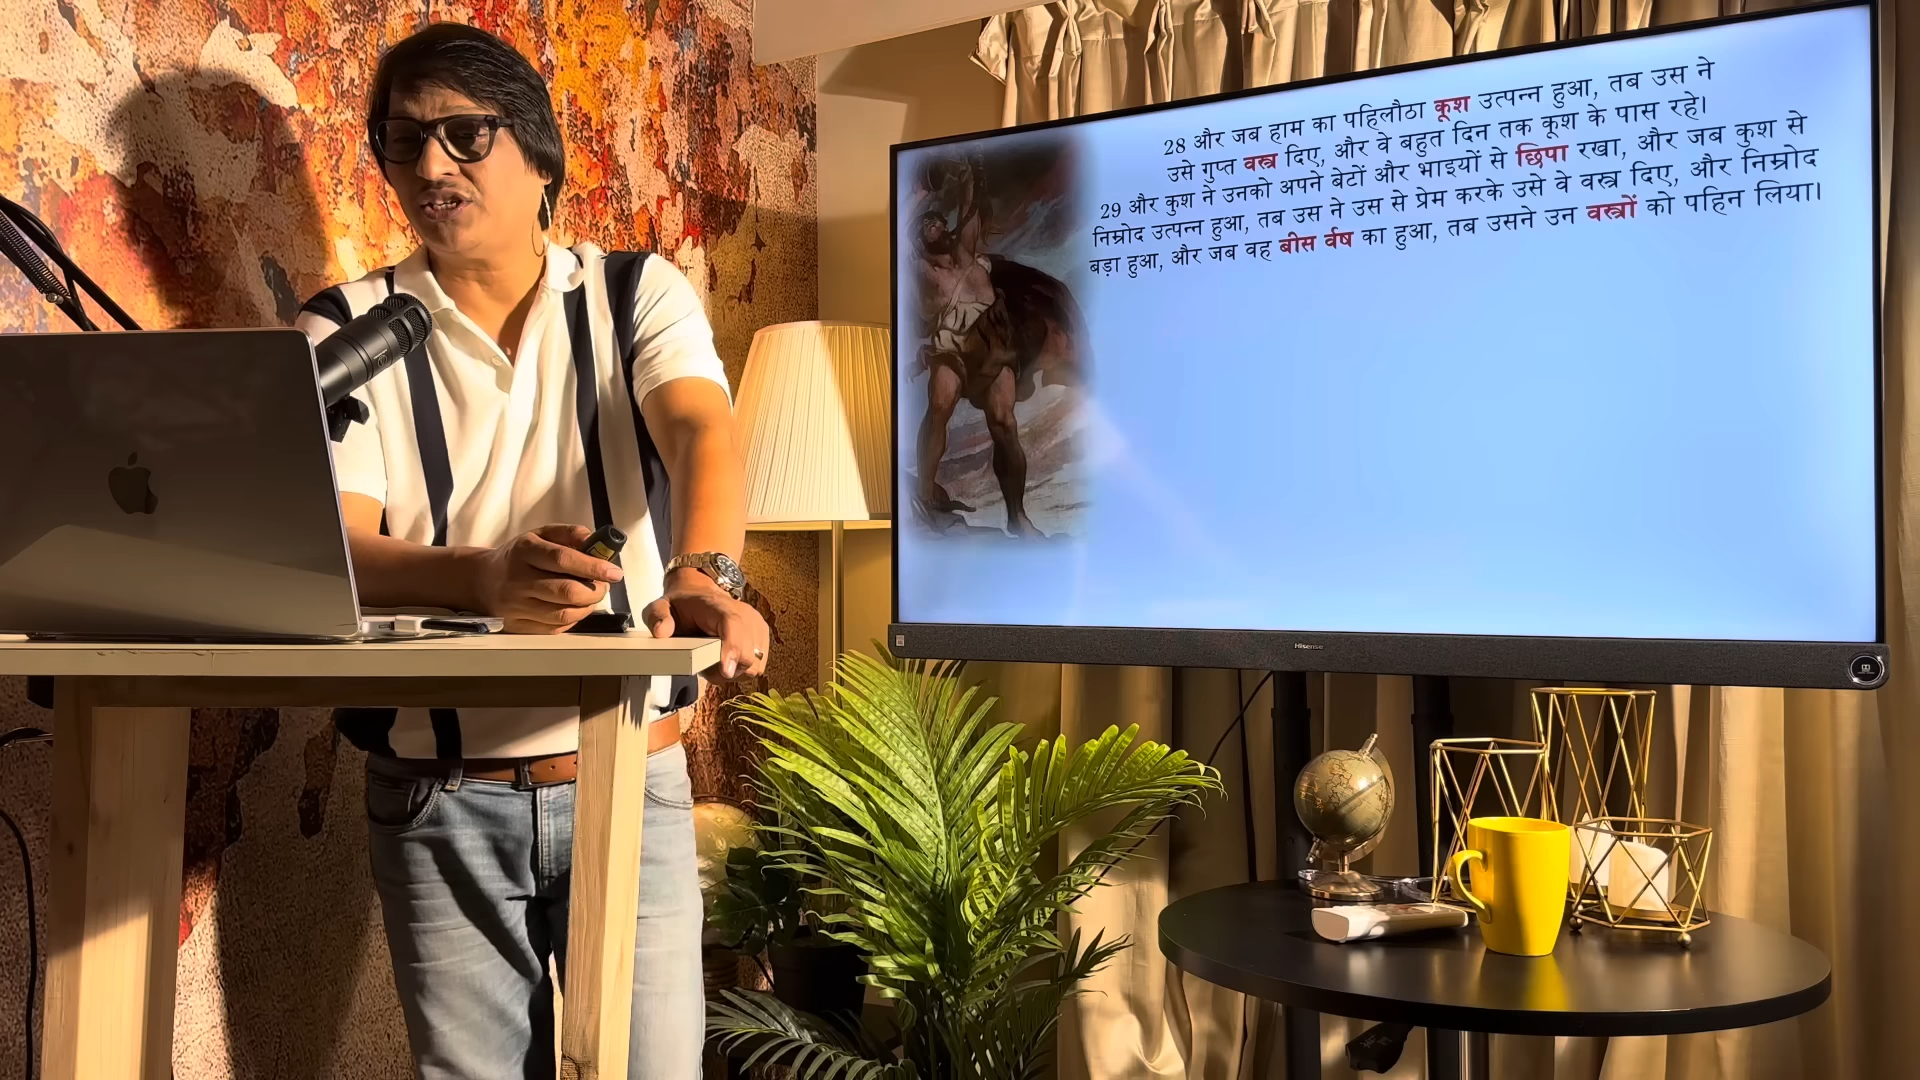 28 और जब हाम का पहिलौठा कूश उत्पन्न हुआ, तब उस ने
उसे गुप्त वस्त्र दिए, और वे बहुत दिन तक कूश के पास रहे।
29 और कुश ने उनको अपने बेटों और भाइयों से छिपा रखा, और जब कुश से
निम्रोद उत्पन्न हुआ, तब उस ने उस से प्रेम करके उसे वे वस्त्र दिए, और निम्रोद
बड़ा हुआ, और जब वह बीस र्वष का हुआ, तब उसने उन वस्त्रों को पहिन लिया।
Hisense